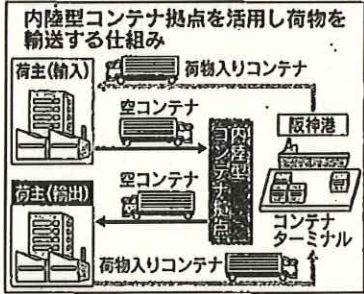 内陸型コンテナ拠点を活用し荷物を
輸送する仕組み
荷主(輸入)
荷物入りコンテナ
空コンテナ
阪神港
内陸型
コンテナ拠点
荷主(輸出)
空コンテナ
コンテナ
ターミナル
荷物入りコンテナ